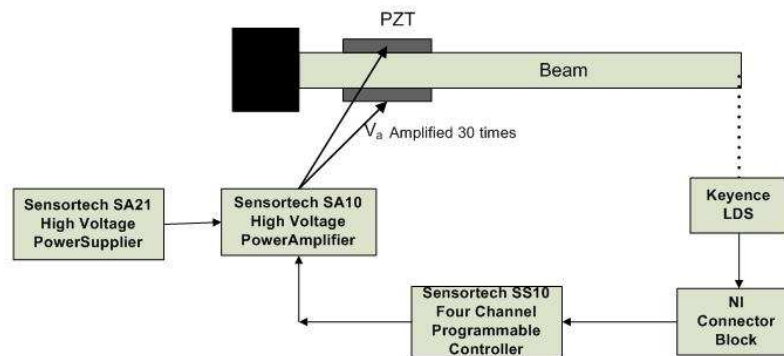 PZT
Beam
Va Amplified 30 times
Sensortech SA21
High Voltage
PowerSupplier
Sensortech SA10
High Voltage
PowerAmplifier
Keyence
LDS
Sensortech SS10
Four Channel
Programmable
Controller
NI
Connector
Block